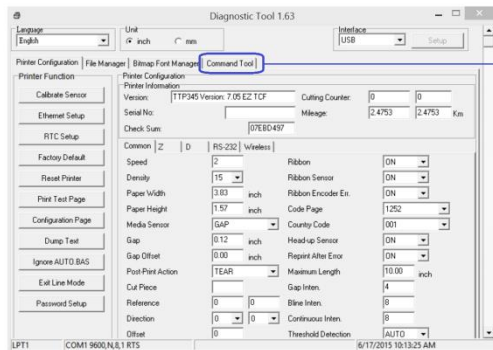 Diagnostic Tool 1.63
Language Unit Interface
English inch mm USB Setup
Printer Configuration File Manager Bitmap Font Manager Command Tool
Printer Function Printer Configuration
Printer Information
Calibrate Sensor Version: TTP345 Version: 7.05 EZ TCF Cutting Counter: 0 0
Ethernet Setup Serial No: Mileage: 2.4753 2.4753 Km
RTC Setup Check Sum: 07EBD497
Common Z D RS-232 Wireless
Factory Default Speed 2 Ribbon ON
Reset Printer Density 15 Ribbon Sensor ON
Print Test Page Paper Width 3.83 inch Ribbon Encoder Err. ON
Configuration Page Paper Height 1.57 inch Code Page 1252
Dump Text Media Sensor GAP Country Code 001
Ignore AUTO.BAS Gap 0.12 inch Head-up Sensor ON
Exit Line Mode Gap Offset 0.00 inch Reprint After Error ON
Password Setup Post-Print Action TEAR Maximum Length 10.00 inch
Cut Piece Gap Inten. 4
Reference 0 0 Bline Inten. 8
Direction 0 0 Continuous Inten. 8
Offset 0 Threshold Detection AUTO
LPT1 COM1 9600,N,8,1 RTS 6/17/2015 10:13:25 AM